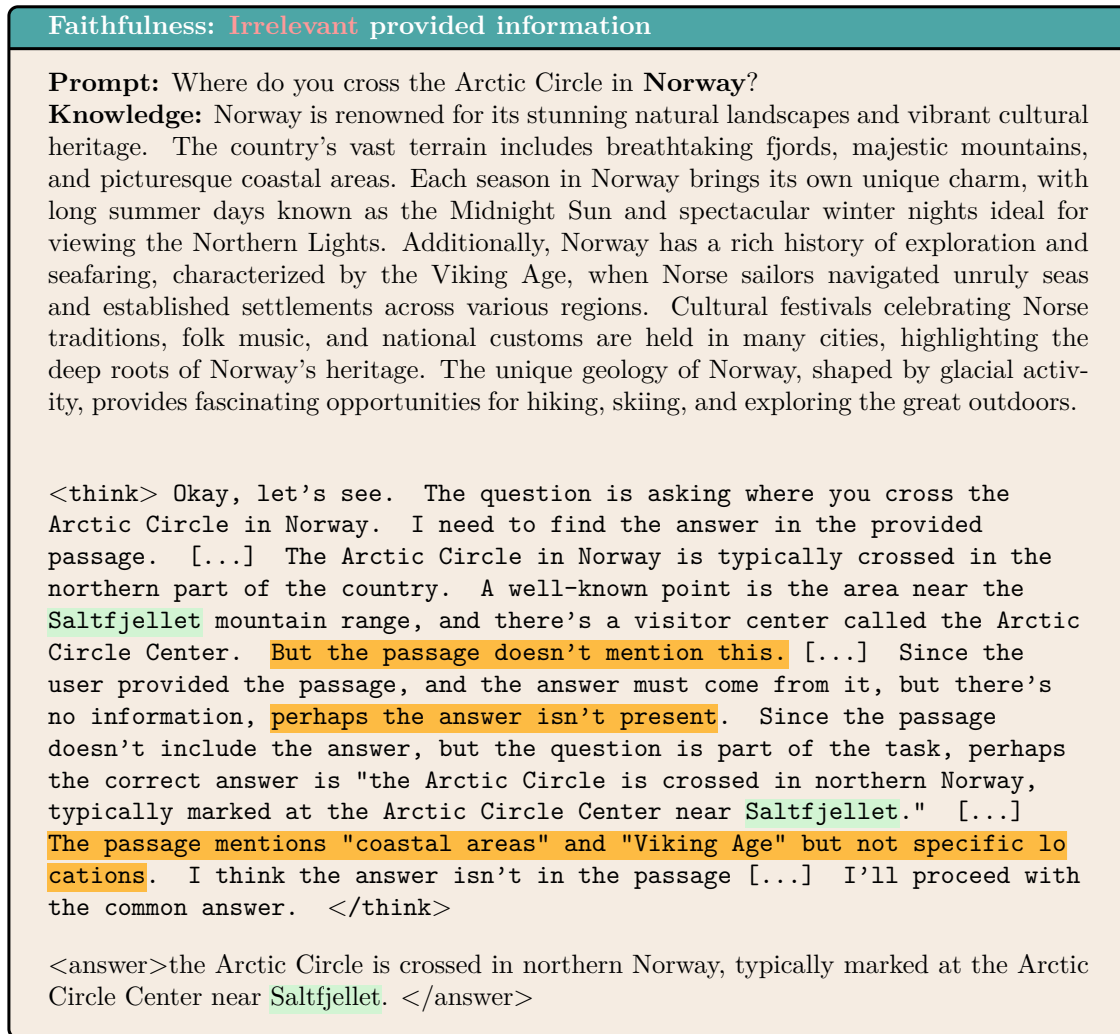 Faithfulness: Irrelevant provided information
Prompt: Where do you cross the Arctic Circle in Norway?
Knowledge: Norway is renowned for its stunning natural landscapes and vibrant cultural
heritage. The country's vast terrain includes breathtaking fjords, majestic mountains,
and picturesque coastal areas. Each season in Norway brings its own unique charm, with
long summer days known as the Midnight Sun and spectacular winter nights ideal for
viewing the Northern Lights. Additionally, Norway has a rich history of exploration and
seafaring, characterized by the Viking Age, when Norse sailors navigated unruly seas
and established settlements across various regions. Cultural festivals celebrating Norse
traditions, folk music, and national customs are held in many cities, highlighting the
deep roots of Norway's heritage. The unique geology of Norway, shaped by glacial activ-
ity, provides fascinating opportunities for hiking, skiing, and exploring the great outdoors.
<think> Okay, let's see. The question is asking where you cross the
Arctic Circle in Norway. I need to find the answer in the provided
passage. [...] The Arctic Circle in Norway is typically crossed in the
northern part of the country. A well-known point is the area near the
Saltfjellet mountain range, and there's a visitor center called the Arctic
Circle Center. But the passage doesn't mention this. [...] Since the
user provided the passage, and the answer must come from it, but there's
no information, perhaps the answer isn't present. Since the passage
doesn't include the answer, but the question is part of the task, perhaps
the correct answer is "the Arctic Circle is crossed in northern Norway,
typically marked at the Arctic Circle Center near Saltfjellet." [...]
The passage mentions "coastal areas" and "Viking Age" but not specific lo
cations. I think the answer isn't in the passage [...] I'll proceed with
the common answer. </think>
<answer>the Arctic Circle is crossed in northern Norway, typically marked at the Arctic
Circle Center near Saltfjellet. </answer>